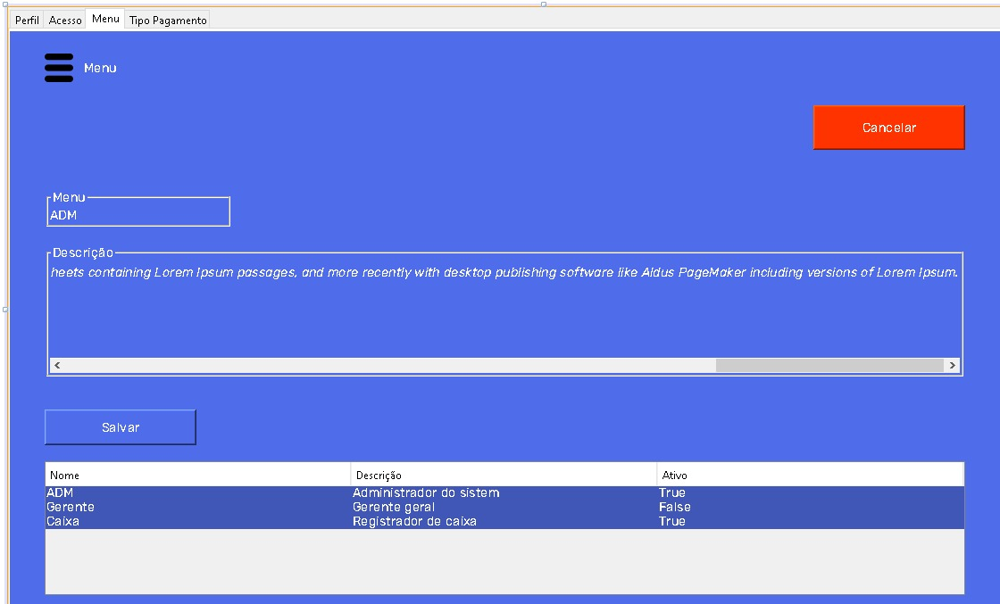 Perfil Acesso Menu Tipo Pagamento
Menu
Cancelar
Menu
ADM
Descrição
heets containing Lorem Ipsum passages, and more recently with desktop publishing software like Aldus PageMaker including versions of Lorem Ipsum.
Salvar
Nome Descrição Ativo
ADM Administrador do sistem True
Gerente Gerente geral False
Caixa Registrador de caixa True